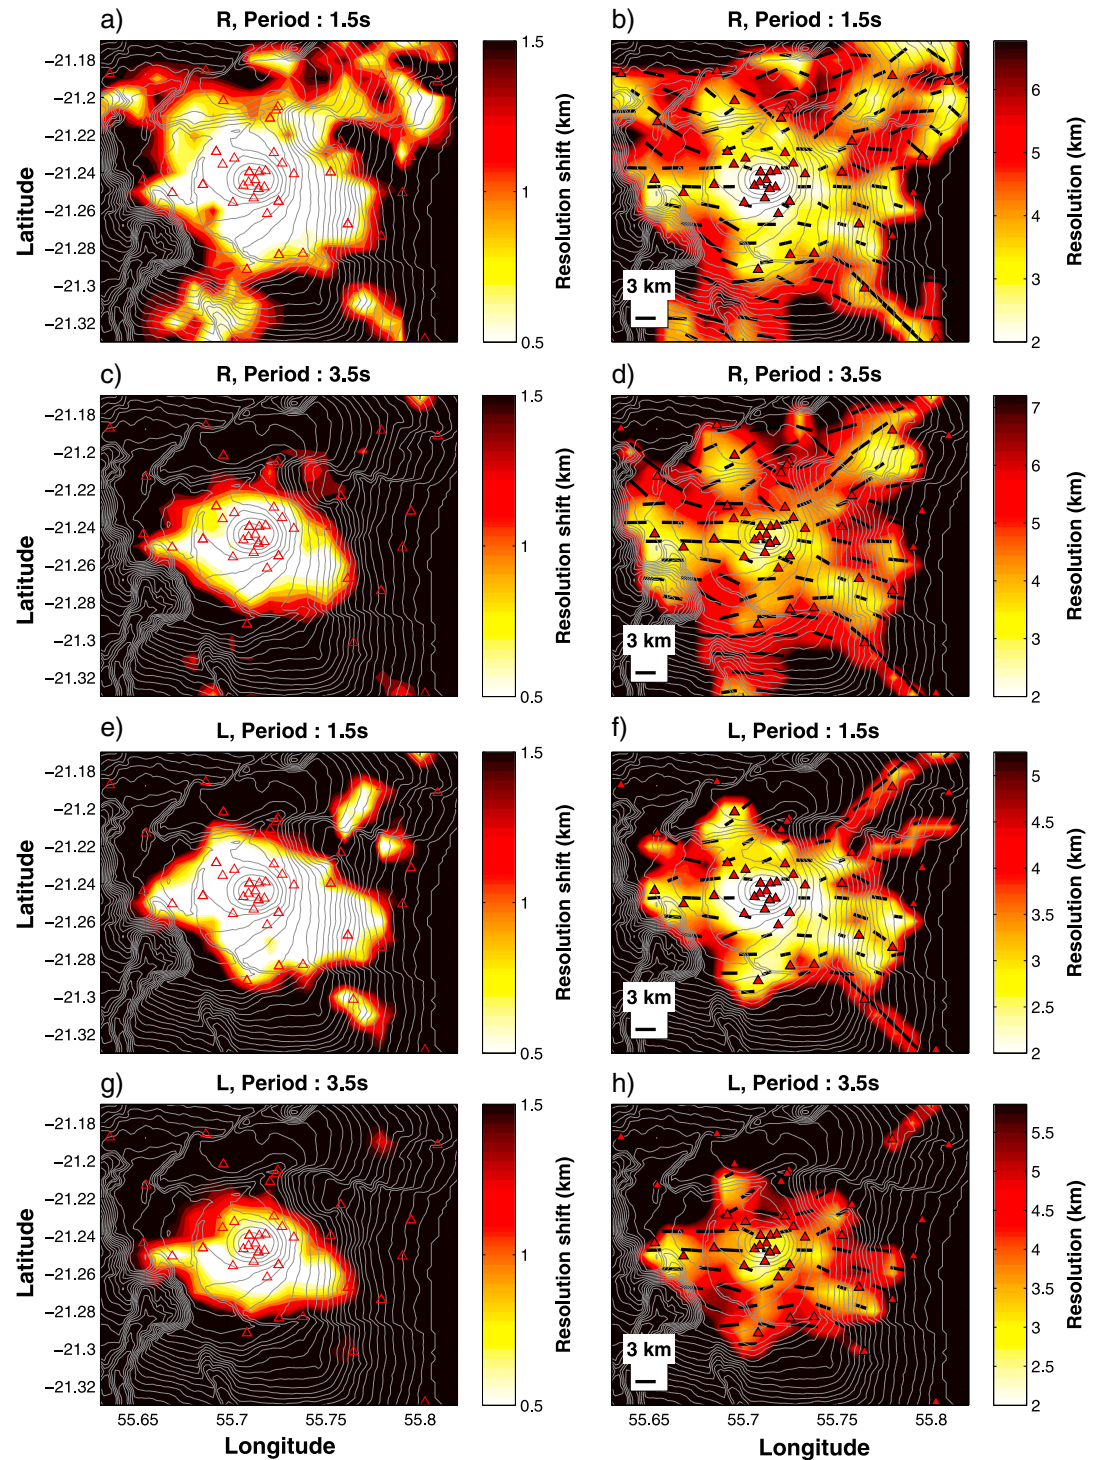 a)
R, Period : 1.5s
b)
R, Period : 1.5s
Latitude
−21.18
−21.2
−21.22
−21.24
−21.26
−21.28
−21.3
−21.32
1.5
1
0.5
Resolution shift (km)
3 km
6
5
4
3
2
Resolution (km)
c)
R, Period : 3.5s
d)
R, Period : 3.5s
Latitude
−21.18
−21.2
−21.22
−21.24
−21.26
−21.28
−21.3
−21.32
1.5
1
0.5
Resolution shift (km)
3 km
7
6
5
4
3
2
Resolution (km)
e)
L, Period : 1.5s
f)
L, Period : 1.5s
Latitude
−21.18
−21.2
−21.22
−21.24
−21.26
−21.28
−21.3
−21.32
1.5
1
0.5
Resolution shift (km)
3 km
5
4.5
4
3.5
3
2.5
2
Resolution (km)
g)
L, Period : 3.5s
h)
L, Period : 3.5s
Latitude
−21.18
−21.2
−21.22
−21.24
−21.26
−21.28
−21.3
−21.32
1.5
1
0.5
Resolution shift (km)
3 km
5.5
5
4.5
4
3.5
3
2.5
2
Resolution (km)
55.65 55.7 55.75 55.8
Longitude
55.65 55.7 55.75 55.8
Longitude